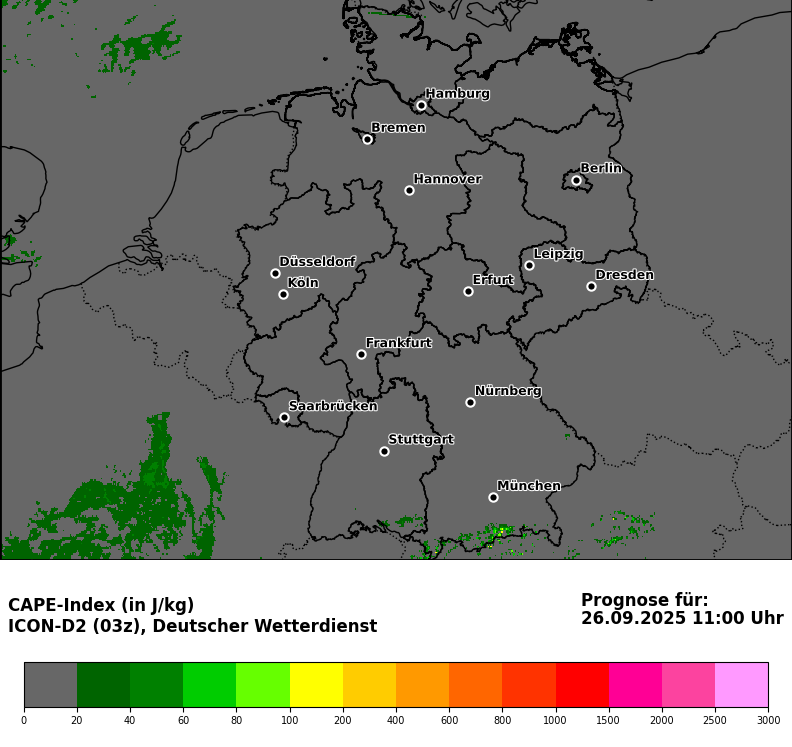 Hamburg
Bremen
Berlin
Hannover
Leipzig
Düsseldorf
Dresden
Erfurt
Köln
Frankfurt
Nürnberg
Saarbrücken
Stuttgart
München
CAPE-Index (in J/kg)
ICON-D2 (03z), Deutscher Wetterdienst
Prognose für:
26.09.2025 11:00 Uhr
0 20 40 60 80 100 200 400 600 800 1000 1500 2000 2500 3000